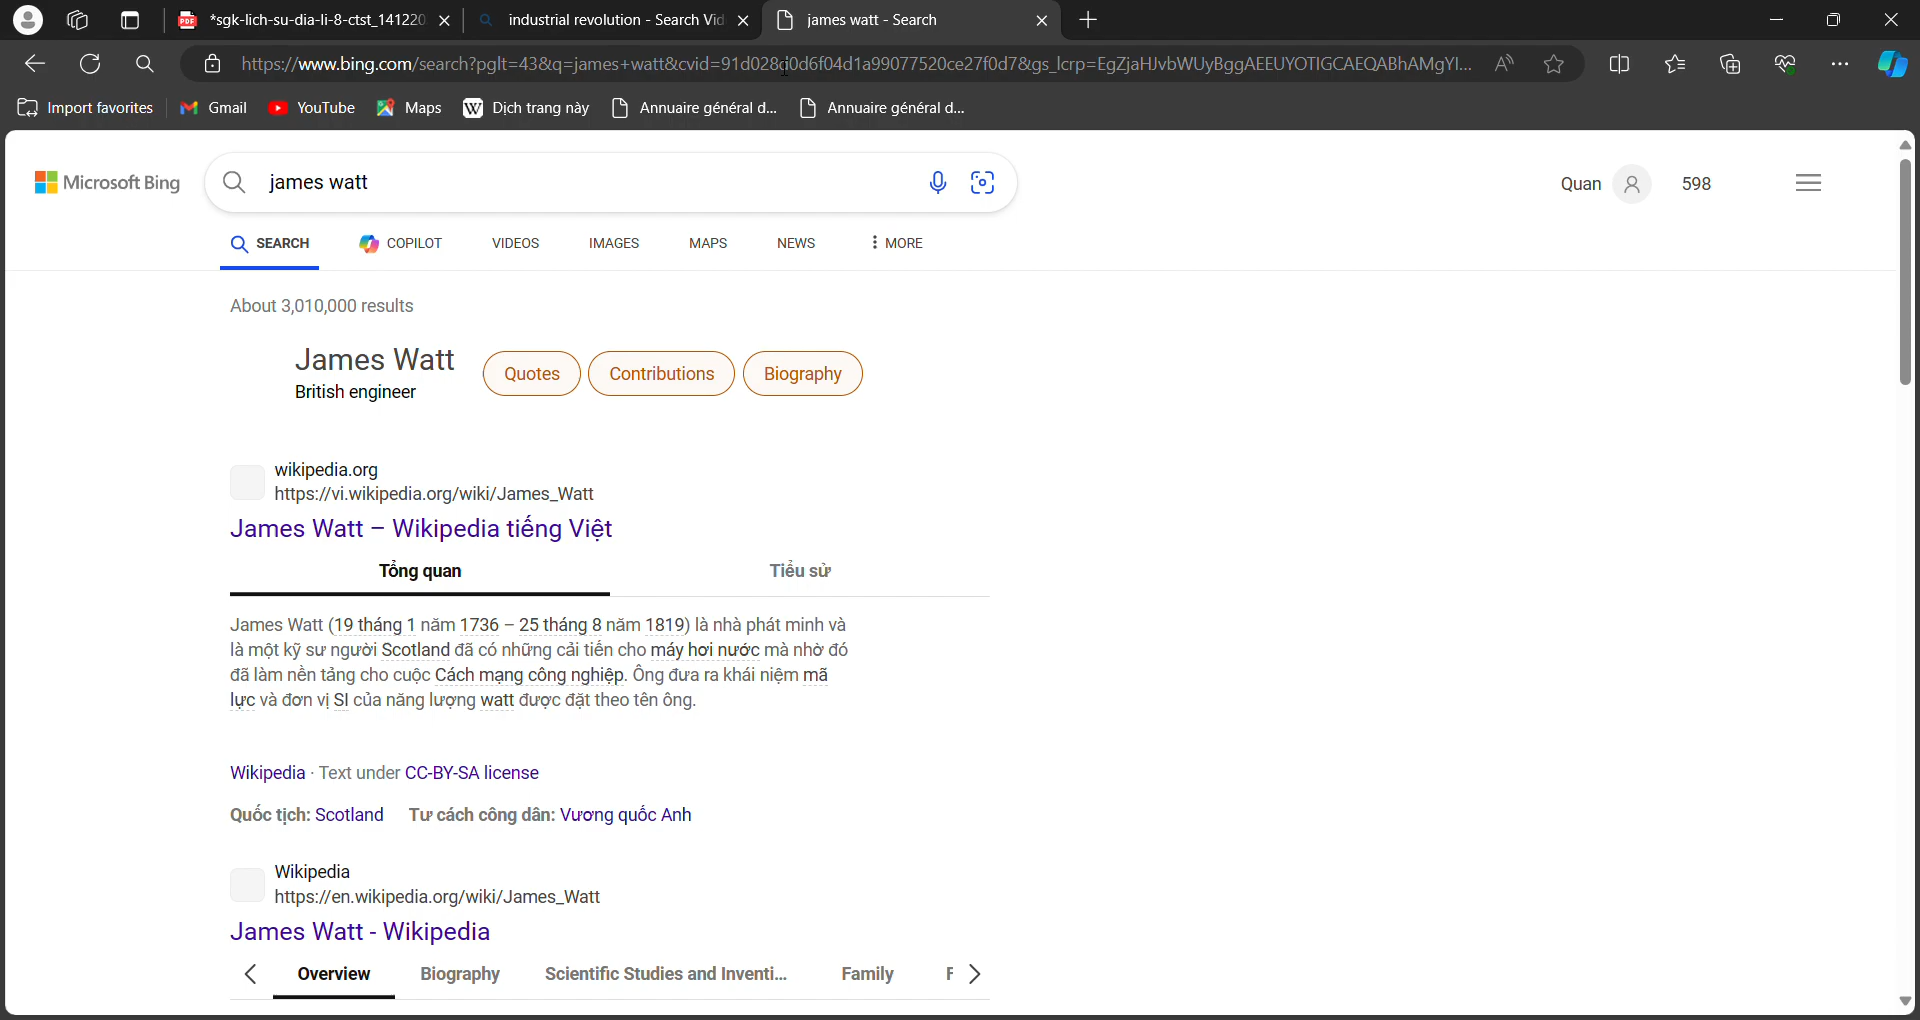 *sgk-lich-su-dia-li-8-ctst_141220
industrial revolution - Search Vid
james watt - Search
https://www.bing.com/search?pglt=43&q=james+watt&cvid=91d028c
Import favorites
Gmail
YouTube
Maps
Dịch trang này
Annuaire général d...
Annuaire général d...
Microsoft Bing
james watt
Quan
598
SEARCH
COPILOT
VIDEOS
IMAGES
MAPS
NEWS
MORE
About 3,010,000 results
James Watt
British engineer
Quotes
Contributions
Biography
wikipedia.org
https://vi.wikipedia.org/wiki/James_Watt
James Watt – Wikipedia tiếng Việt
Tổng quan
Tiểu sử
James Watt (19 tháng 1 năm 1736 – 25 tháng 8 năm 1819) là nhà phát minh và
là một kỹ sư người Scotland đã có những cải tiến cho máy hơi nước mà nhờ đó
đã làm nền tảng cho cuộc Cách mạng công nghiệp. Ông đưa ra khái niệm mã
lực và đơn vị SI của năng lượng watt được đặt theo tên ông.
Wikipedia · Text under CC-BY-SA license
Quốc tịch: Scotland Tư cách công dân: Vương quốc Anh
Wikipedia
https://en.wikipedia.org/wiki/James_Watt
James Watt - Wikipedia
Overview
Biography
Scientific Studies and Inventi...
Family
F